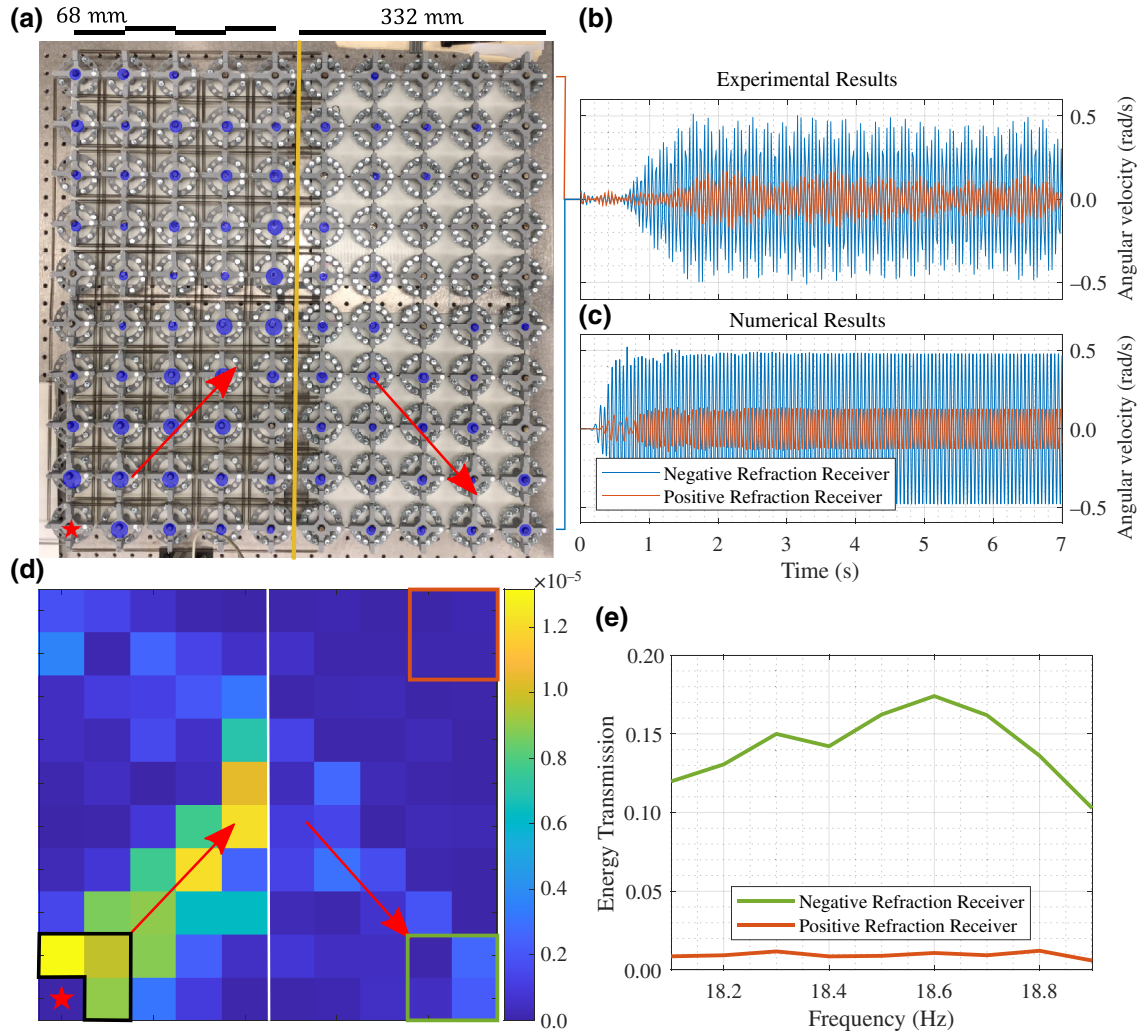 (a)
68 mm
332 mm
(b)
Experimental Results
0.5
0.0
−0.5
Angular velocity (rad/s)
(c)
Numerical Results
0.5
0.0
−0.5
Angular velocity (rad/s)
Negative Refraction Receiver
Positive Refraction Receiver
0 1 2 3 4 5 6 7
Time (s)
(d)
×10⁻⁵
1.2
1.0
0.8
0.6
0.4
0.2
0.0
(e)
0.20
0.15
0.10
0.05
0.00
Energy Transmission
Negative Refraction Receiver
Positive Refraction Receiver
18.2 18.4 18.6 18.8
Frequency (Hz)